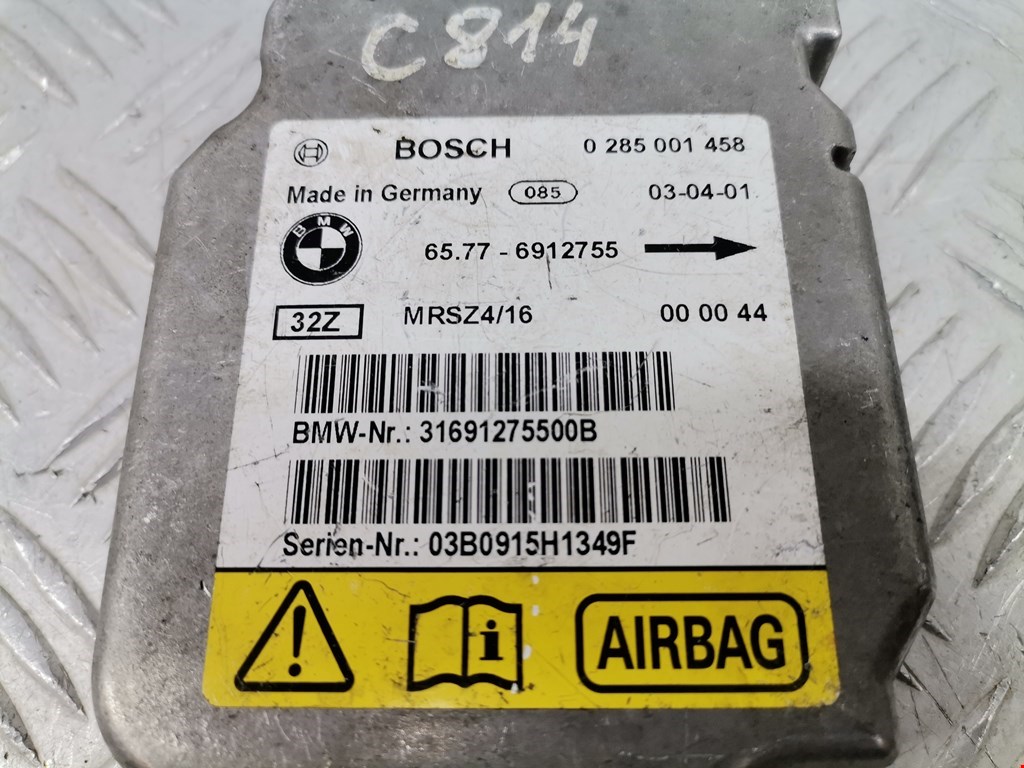 C814
BOSCH 0 285 001 458
Made in Germany 085 03-04-01
BMW 65.77 - 6912755
32Z MRSZ4/16 00 00 44
BMW-Nr.: 31691275500B
Serien-Nr.: 03B0915H1349F
! i AIRBAG